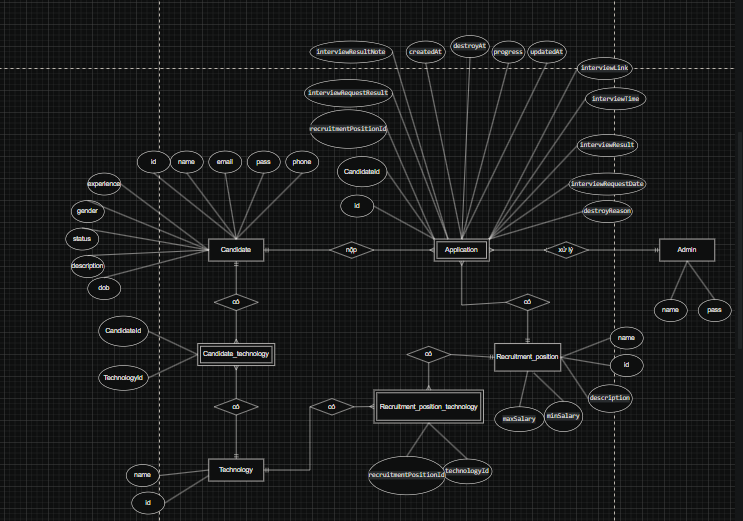 interviewResultNote
createdAt
destroyAt
progress
updatedAt
interviewLink
interviewRequestResult
interviewTime
recruitmentPositionId
interviewResult
id
name
email
pass
phone
CandidateId
experience
interviewRequestDate
gender
id
destroyReason
status
Candidate
nộp
Application
xử lý
Admin
description
dob
có
có
name
pass
CandidateId
name
Candidate_technology
có
Recruitment_position
id
TechnologyId
description
có
có
Recruitment_position_technology
maxSalary
minSalary
name
Technology
recruitmentPositionId
technologyId
id